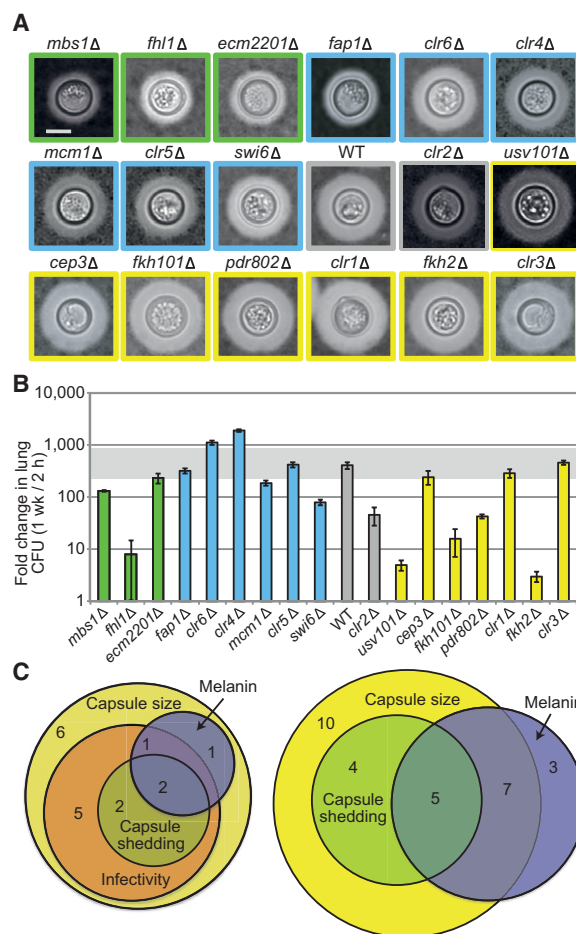 A
mbs1Δ fhl1Δ ecm2201Δ fap1Δ clr6Δ clr4Δ
mcm1Δ clr5Δ swi6Δ WT clr2Δ usv101Δ
cep3Δ fkh101Δ pdr802Δ clr1Δ fkh2Δ clr3Δ
B
Fold change in lung
CFU (1 wk / 2 h)
10,000
1,000
100
10
1
mbs1Δ fhl1Δ ecm2201Δ fap1Δ clr6Δ clr4Δ mcm1Δ clr5Δ swi6Δ WT clr2Δ usv101Δ cep3Δ fkh101Δ pdr802Δ clr1Δ fkh2Δ clr3Δ
C
Melanin
Capsule size
6
1
1
2
2
5
Capsule
shedding
Infectivity
Capsule size
Melanin
10
4
5
7
3
Capsule
shedding